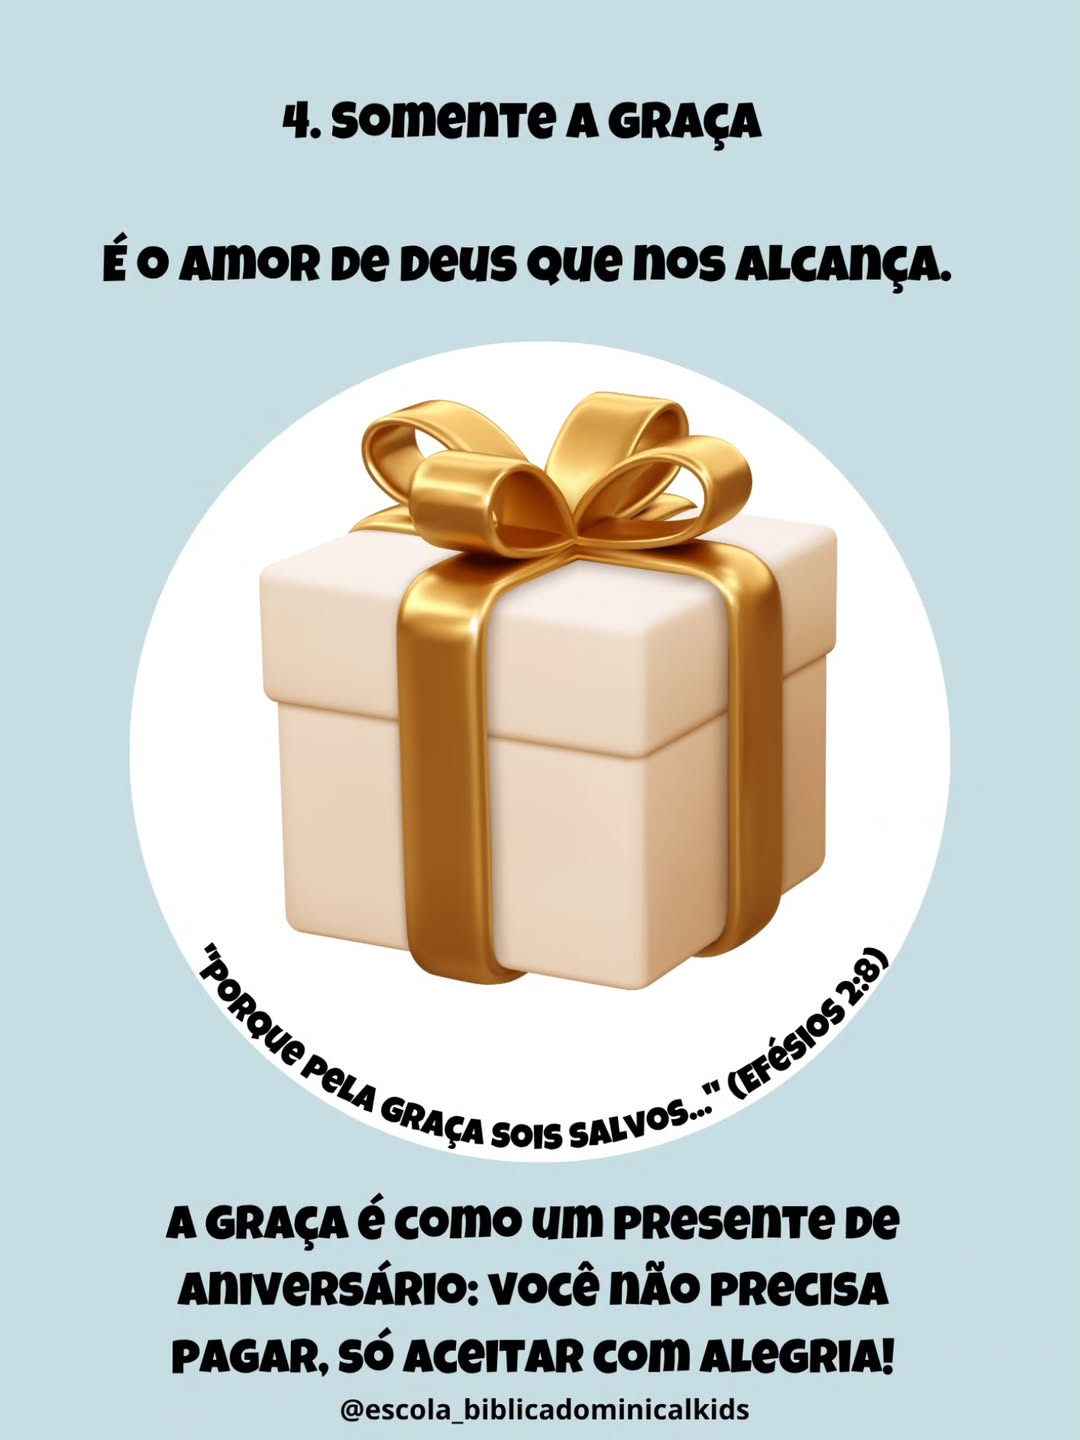 4. Somente a graça
É o amor de Deus que nos alcança.
"Porque pela graça sois salvos..." (Efésios 2:8)
A graça é como um presente de
aniversário: você não precisa
pagar, só aceitar com alegria!
@escola_biblicadominicalkids